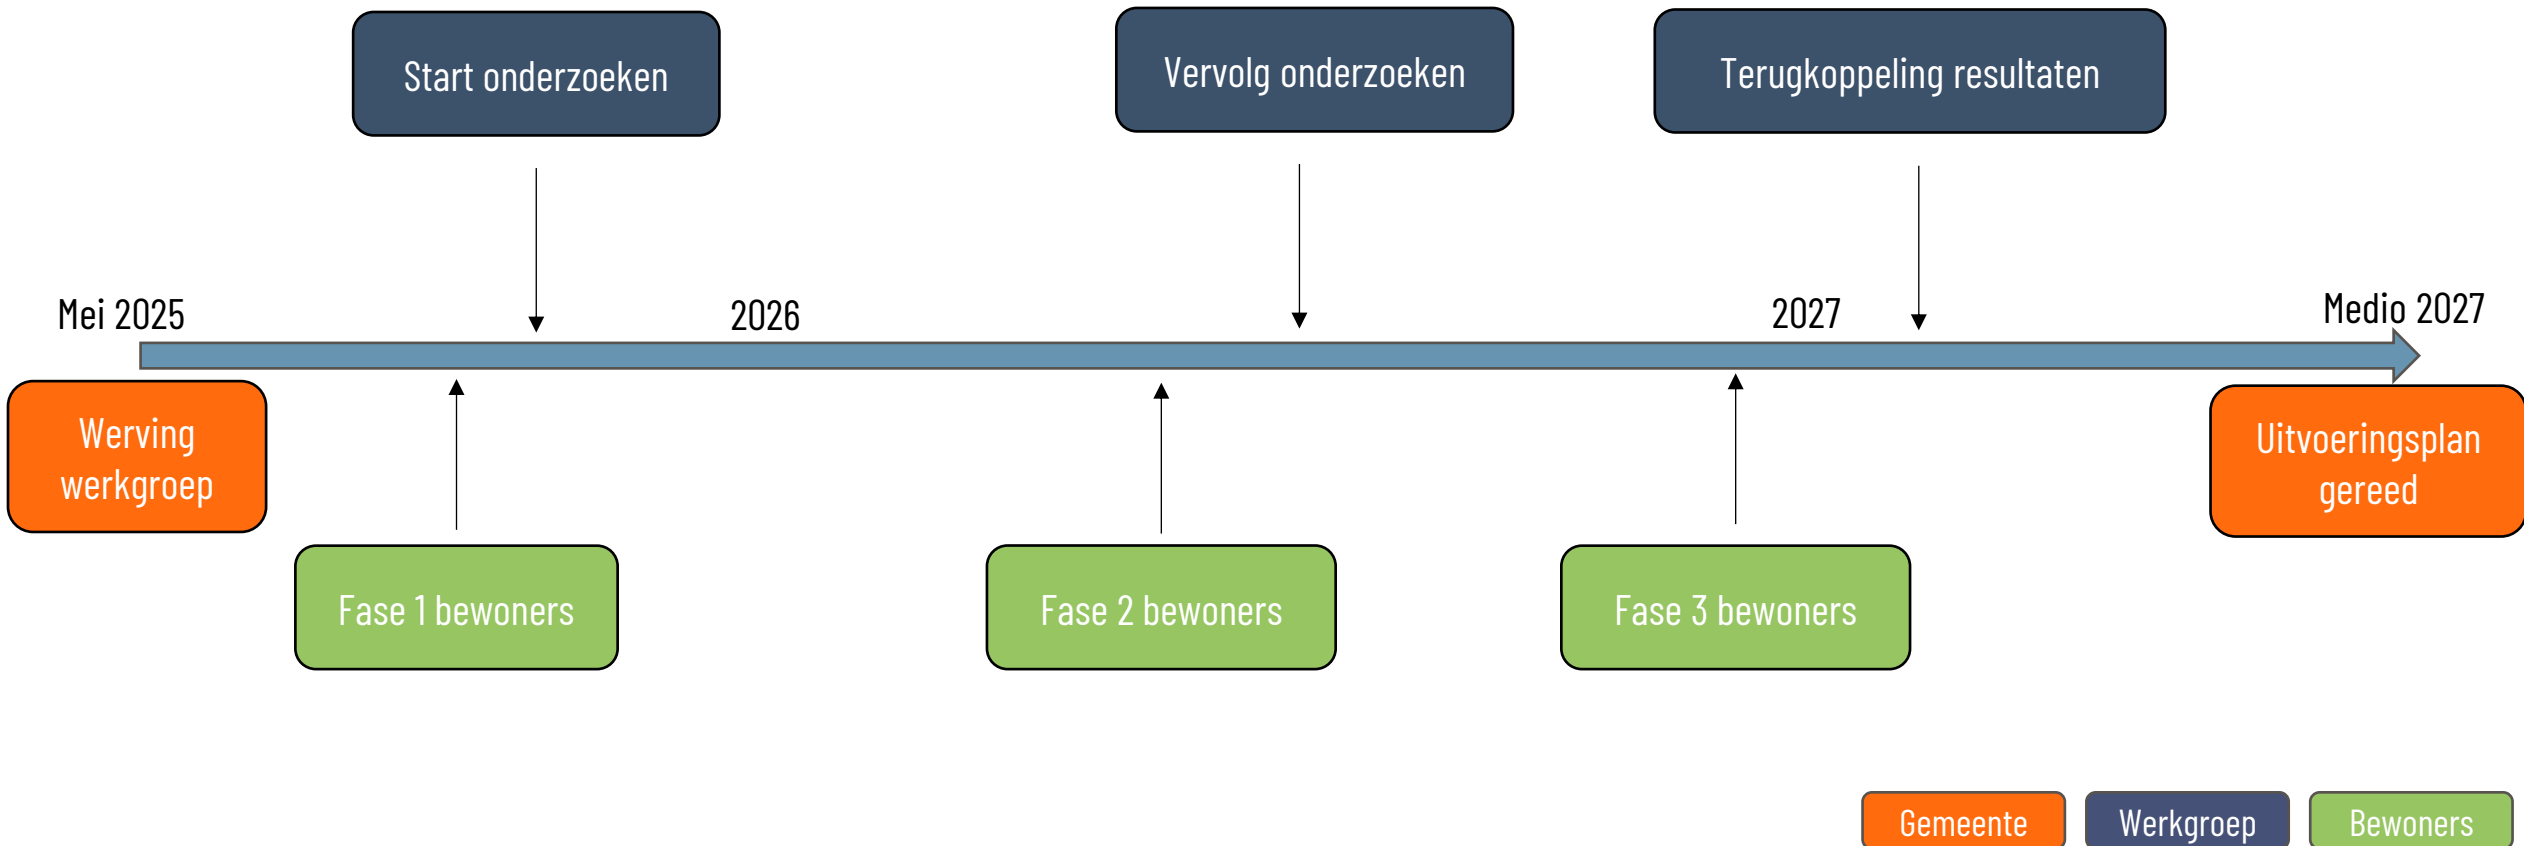 Start onderzoeken
Vervolg onderzoeken
Terugkoppeling resultaten
Mei 2025
2026
2027
Medio 2027
Werving
werkgroep
Uitvoeringsplan
gereed
Fase 1 bewoners
Fase 2 bewoners
Fase 3 bewoners
Gemeente
Werkgroep
Bewoners